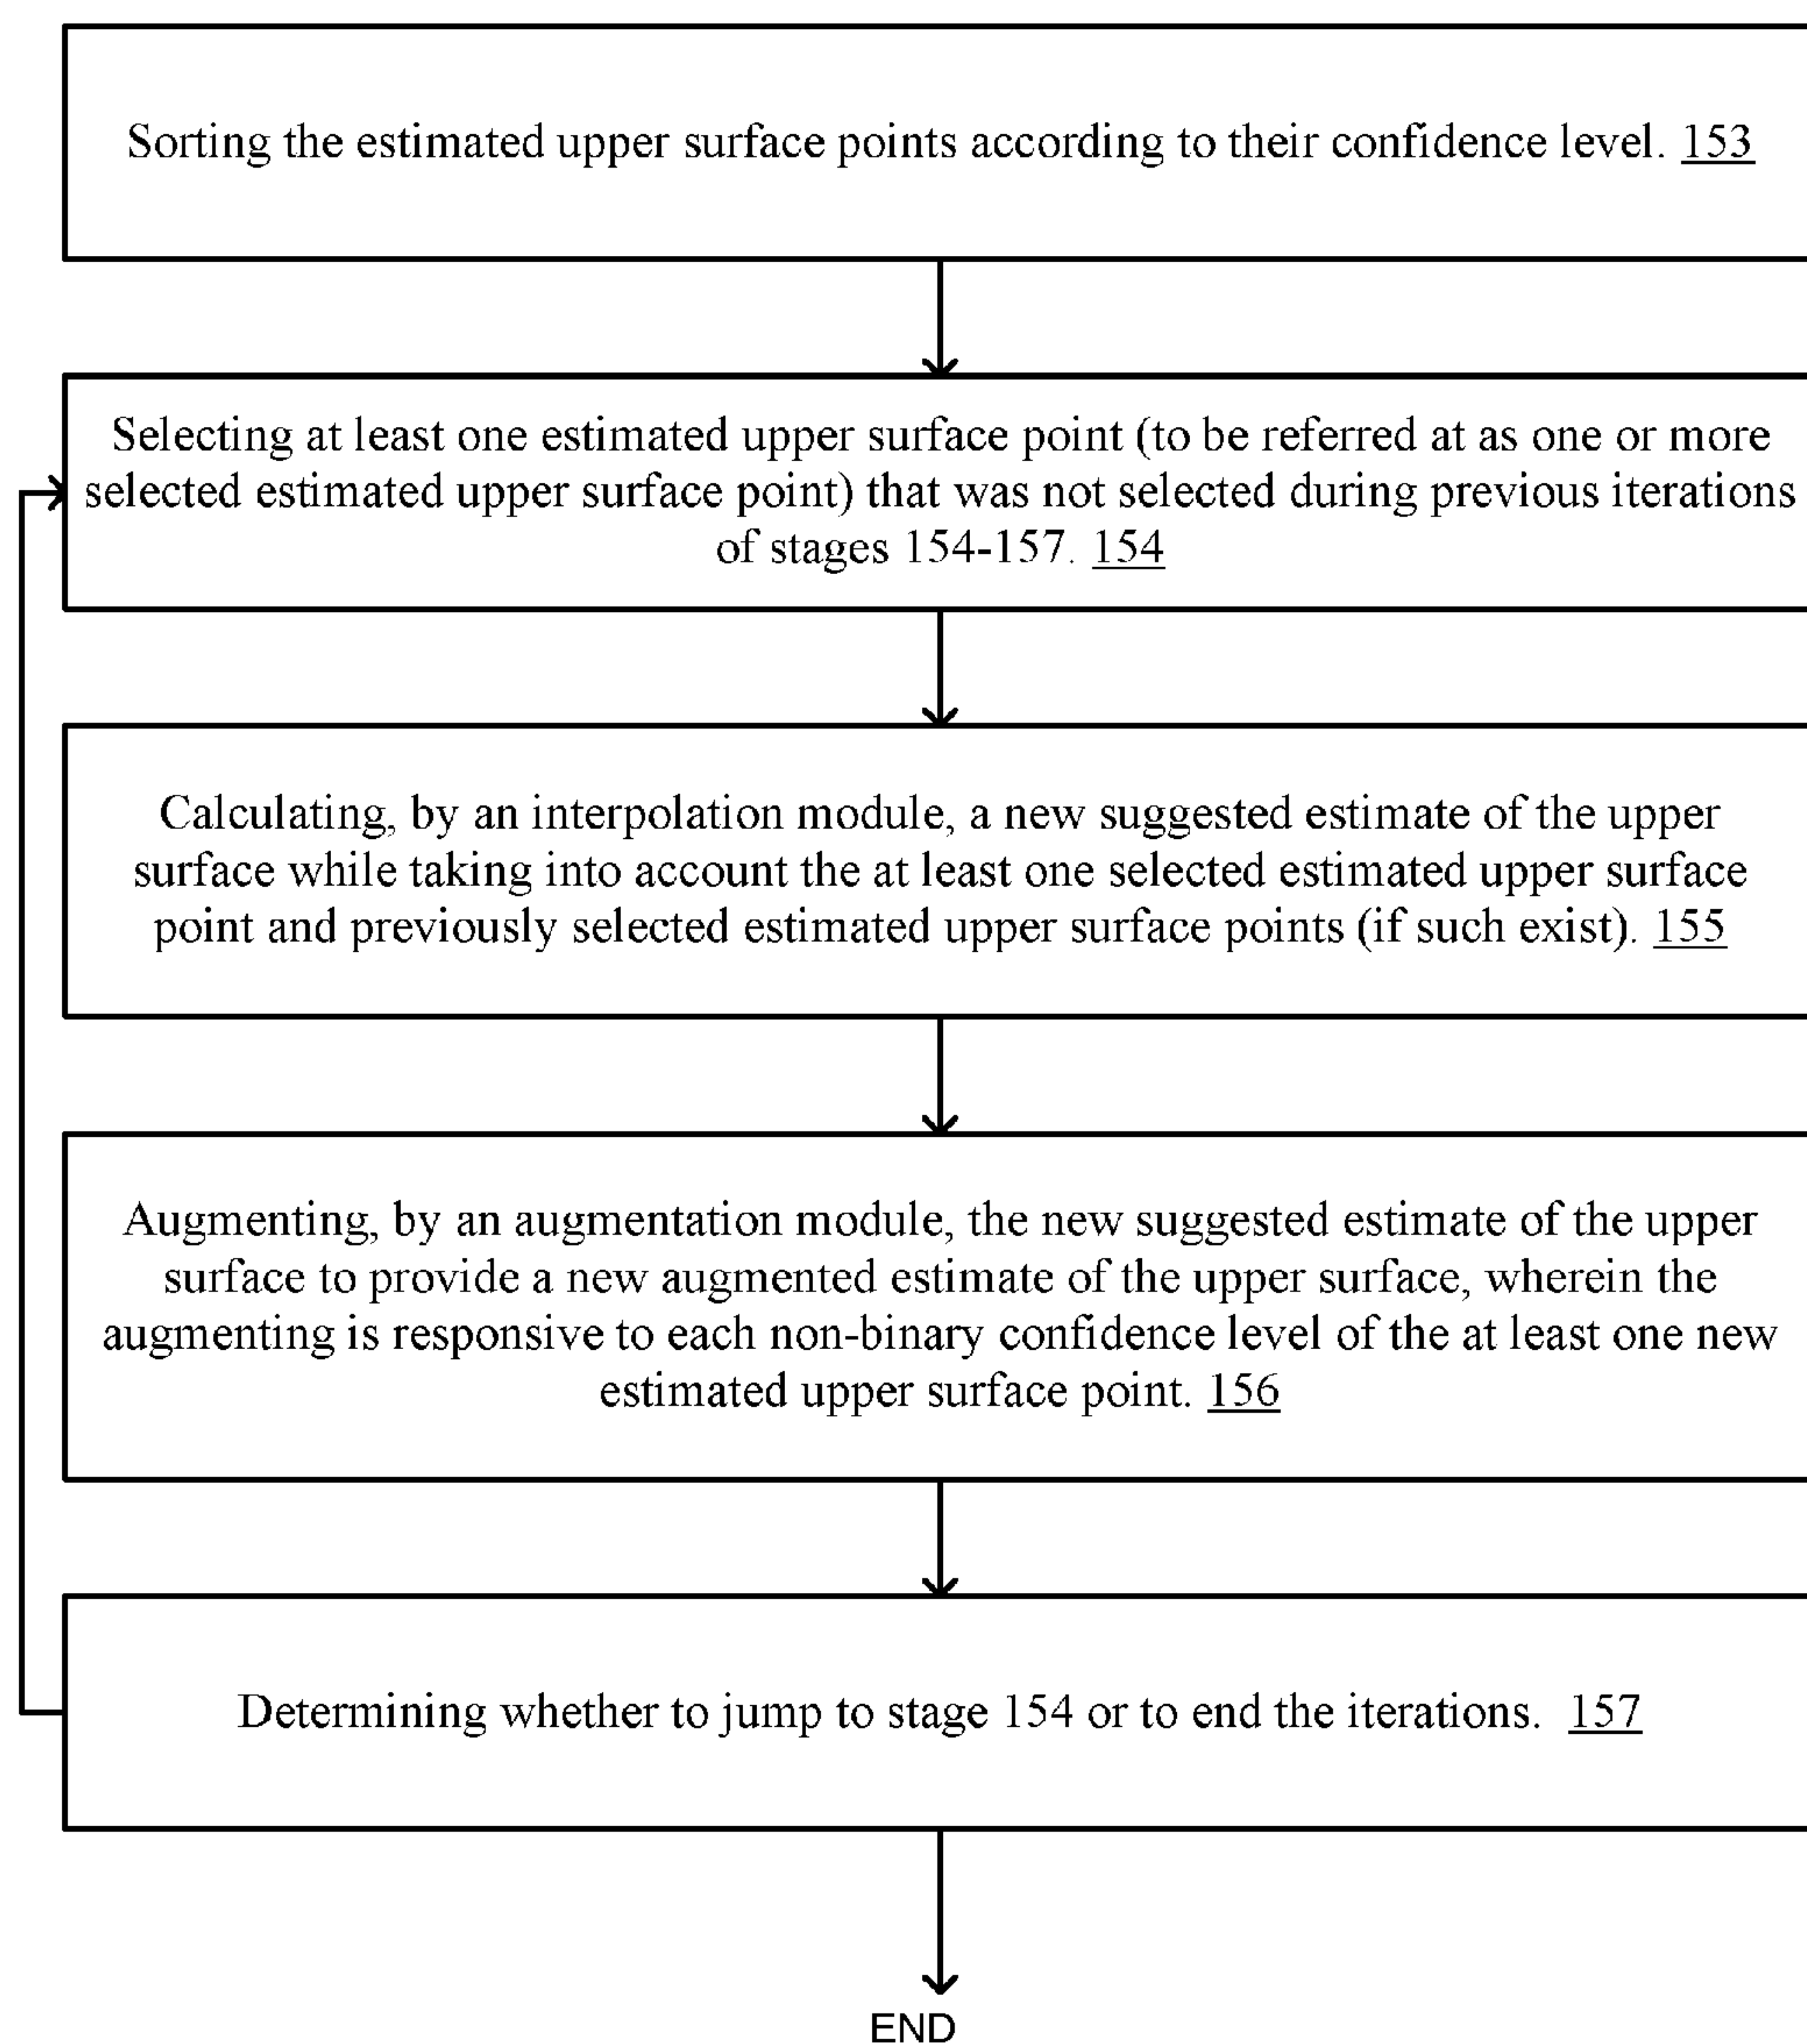 Sorting the estimated upper surface points according to their confidence level. 153
Selecting at least one estimated upper surface point (to be referred at as one or more
selected estimated upper surface point) that was not selected during previous iterations
of stages 154-157. 154
Calculating, by an interpolation module, a new suggested estimate of the upper
surface while taking into account the at least one selected estimated upper surface
point and previously selected estimated upper surface points (if such exist). 155
Augmenting, by an augmentation module, the new suggested estimate of the upper
surface to provide a new augmented estimate of the upper surface, wherein the
augmenting is responsive to each non-binary confidence level of the at least one new
estimated upper surface point. 156
Determining whether to jump to stage 154 or to end the iterations. 157
END